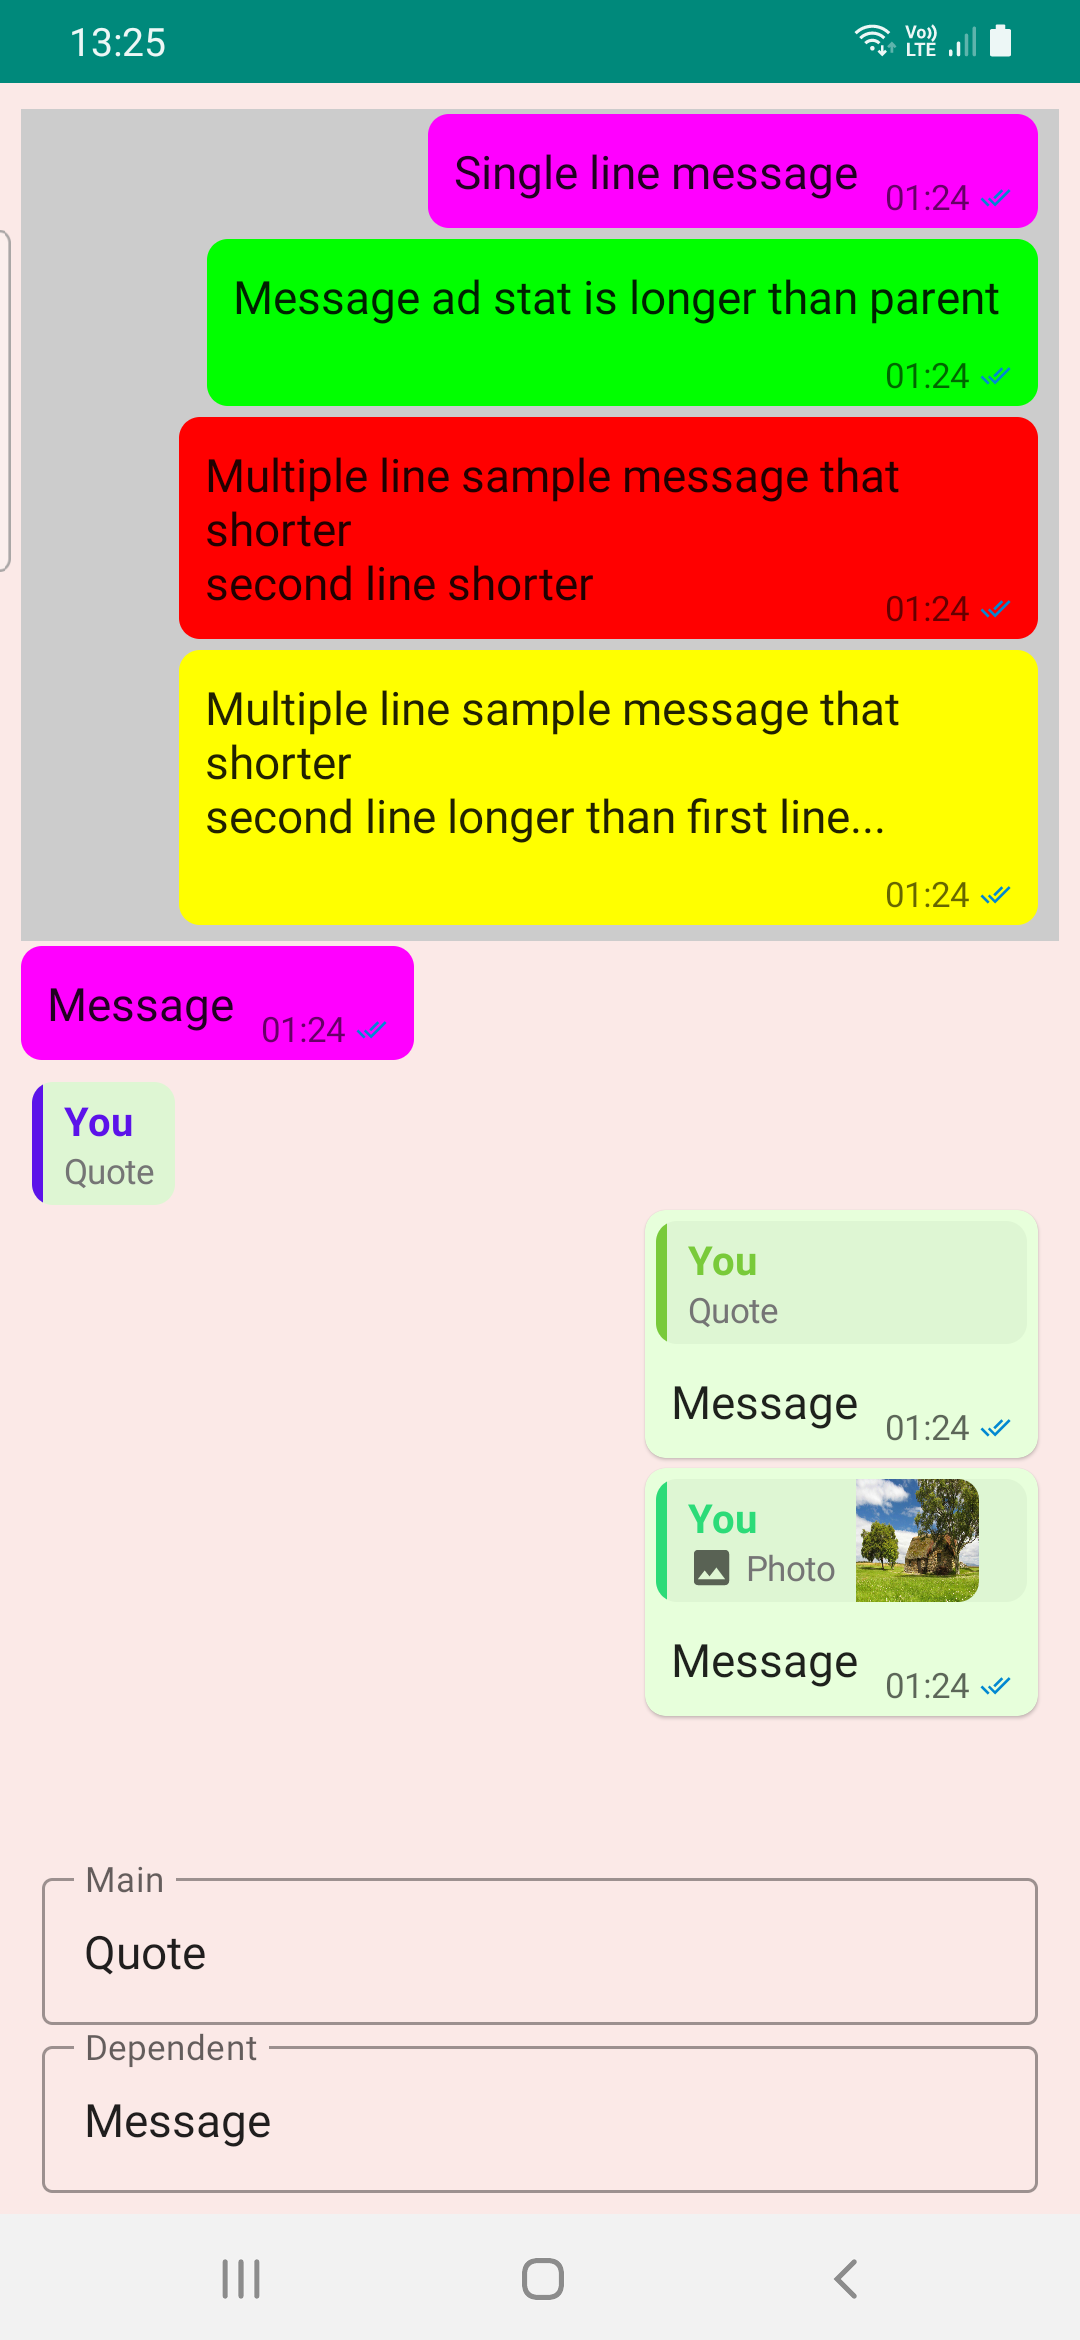 13:25
Vo))
LTE
Single line message
01:24
Message ad stat is longer than parent
01:24
Multiple line sample message that
shorter
second line shorter
01:24
Multiple line sample message that
shorter
second line longer than first line...
01:24
Message
01:24
You
Quote
You
Quote
Message
01:24
You
Photo
Message
01:24
Main
Quote
Dependent
Message